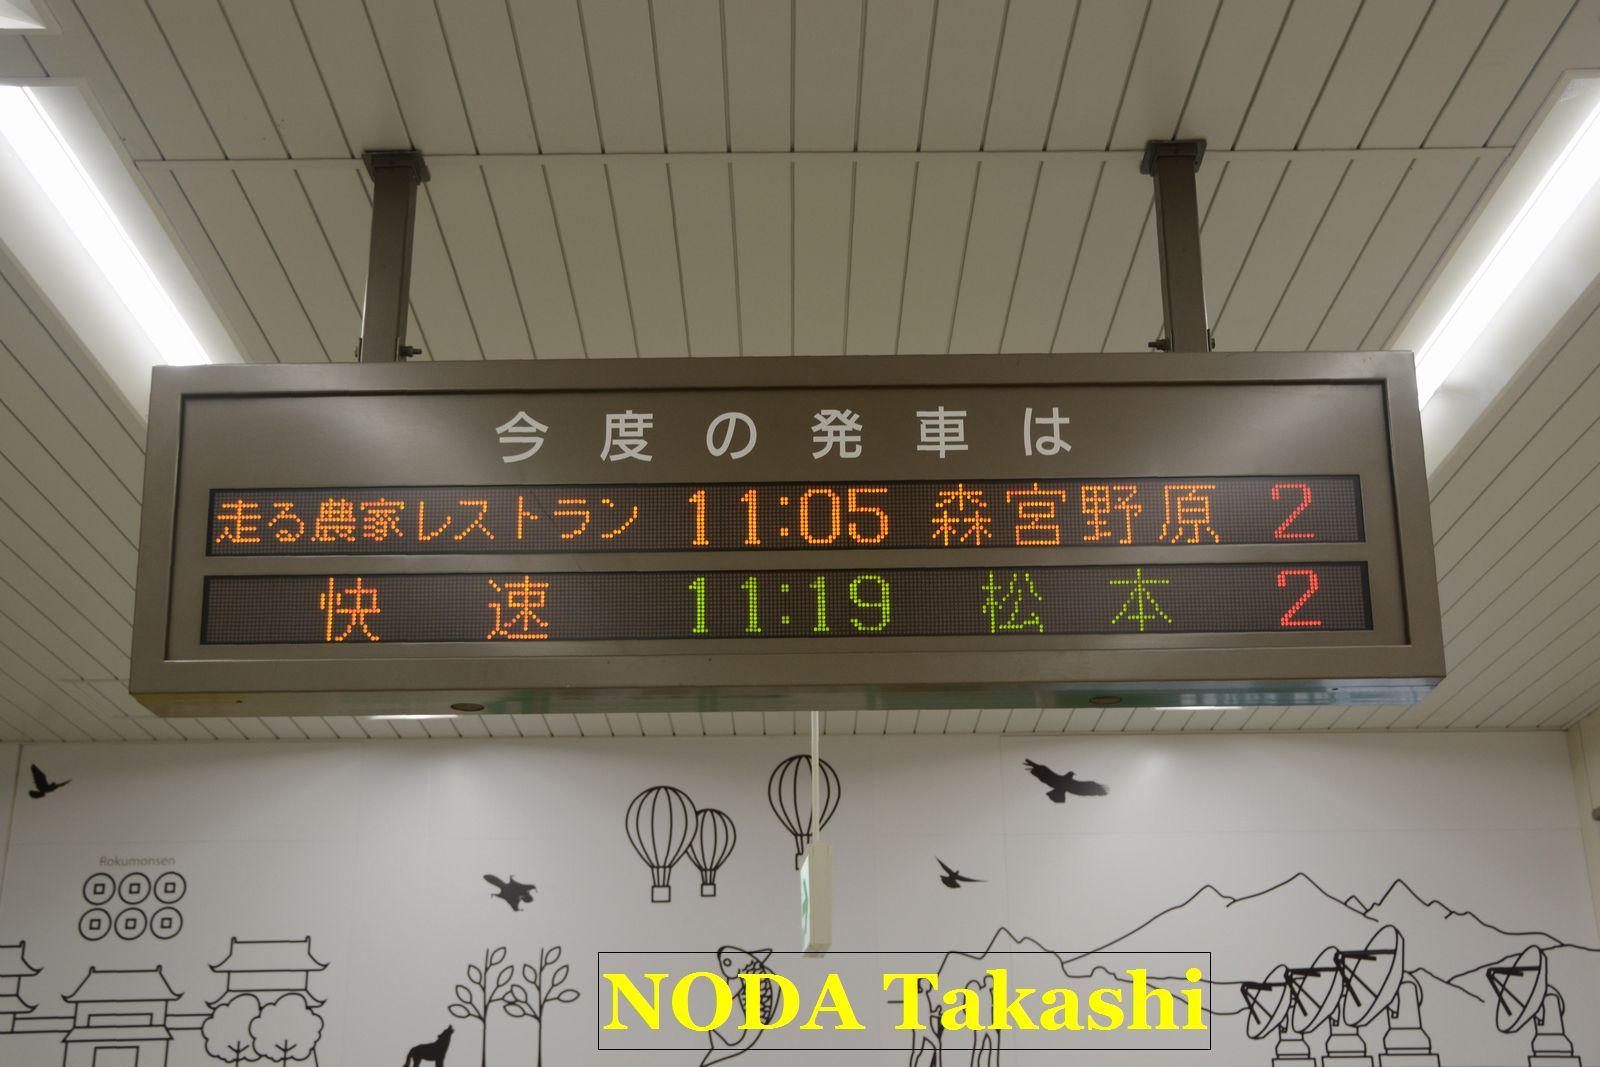 今度の発車は
走る農家レストラン 11:05 森宮野原 2
快速 11:19 松本 2
Rokumonsen
NODA Takashi